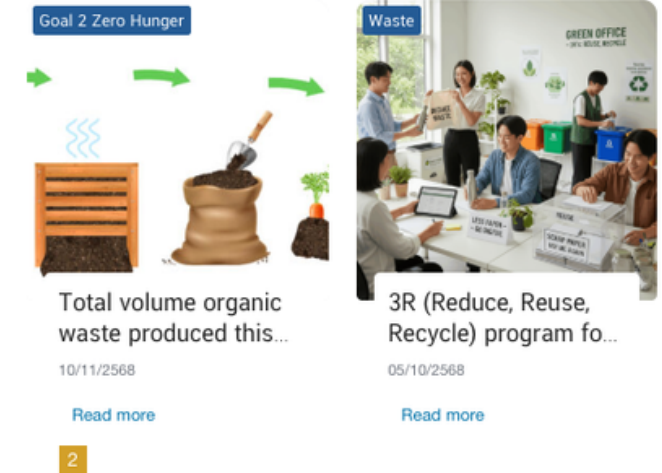 Goal 2 Zero Hunger
Waste
GREEN OFFICE
Total volume organic
waste produced this...
10/11/2568
Read more
3R (Reduce, Reuse,
Recycle) program fo...
05/10/2568
Read more
2